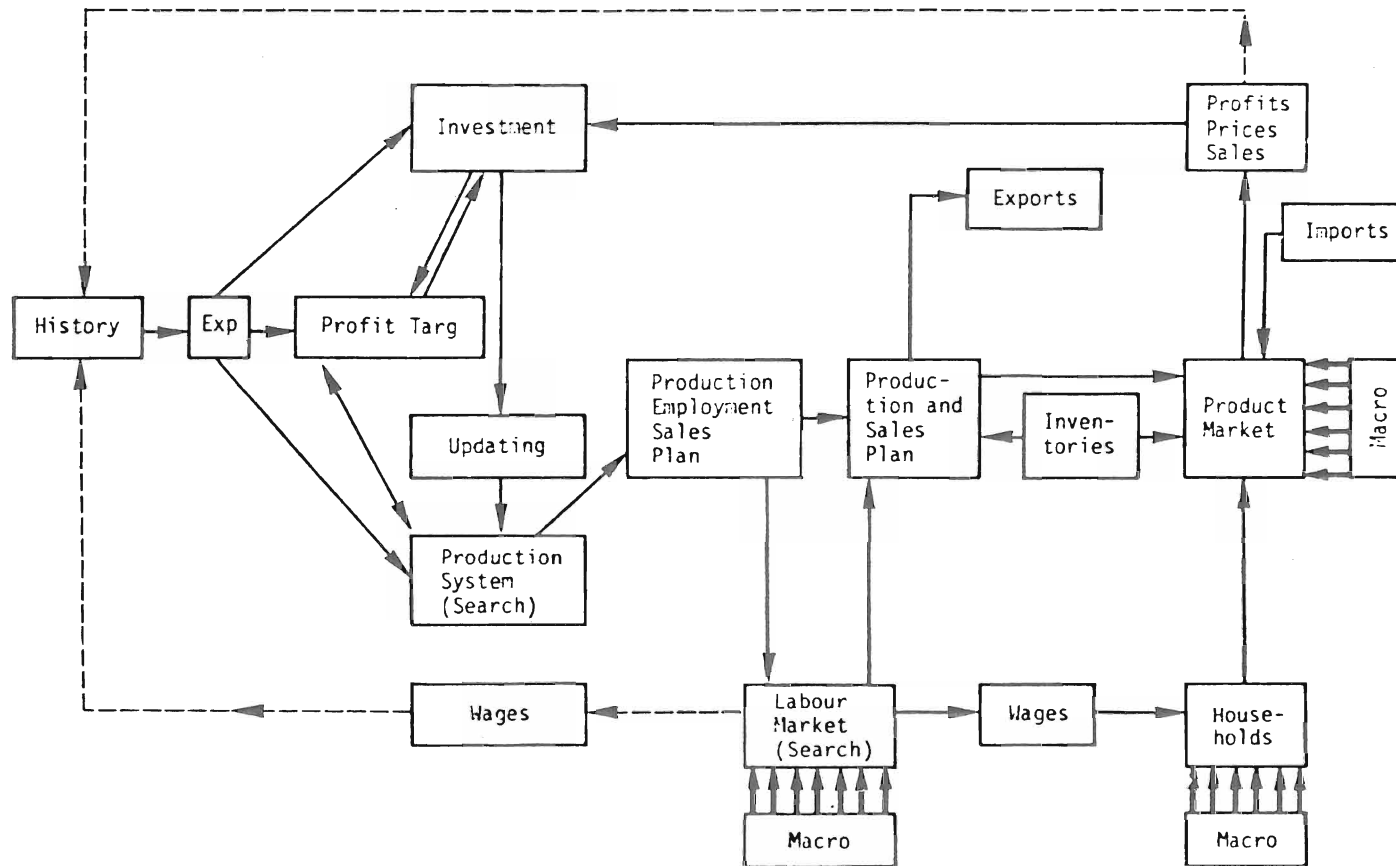 Investment
Profits
Prices
Sales
Exports
Imports
History
Exp
Profit Targ
Production
Employment
Sales
Plan
Produc-
tion and
Sales
Plan
Inven-
tories
Product
Market
Macro
Updating
Production
System
(Search)
Wages
Labour
Market
(Search)
Wages
House-
holds
Macro
Macro